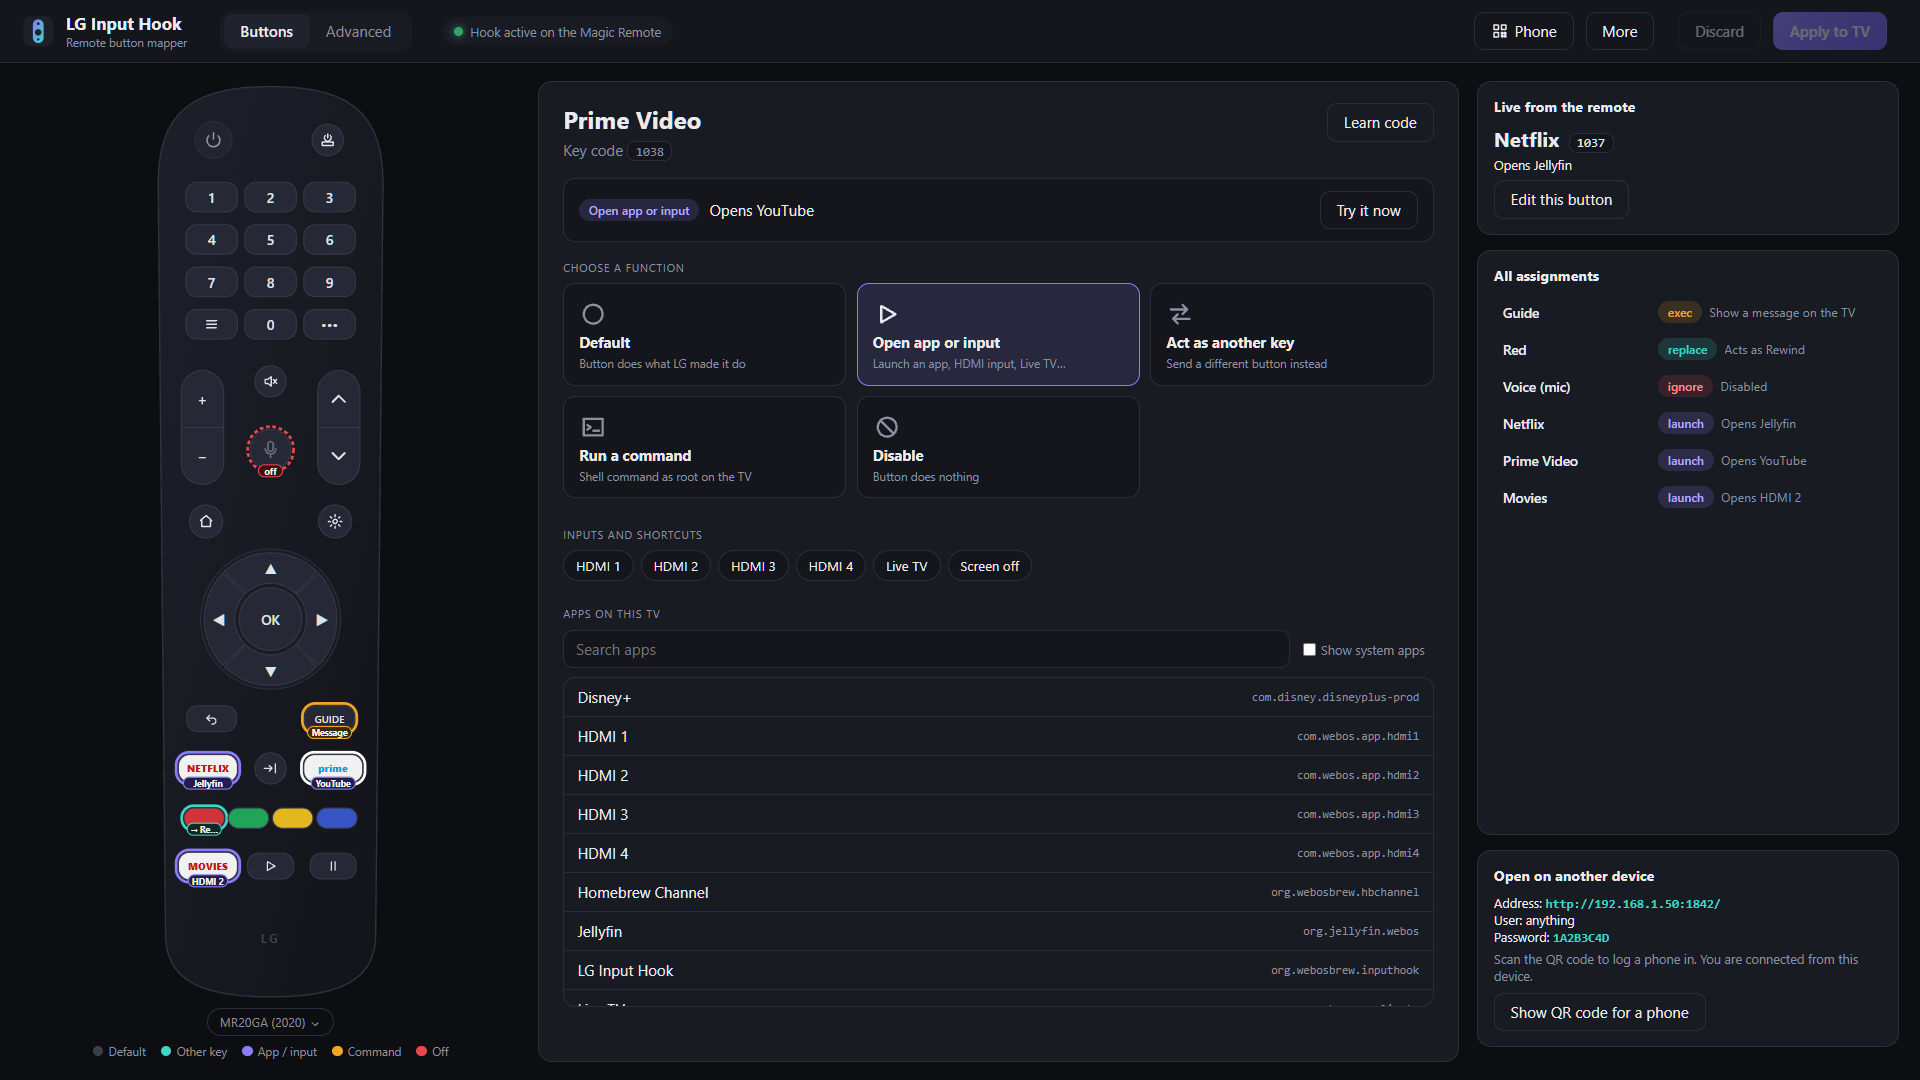 LG Input Hook
Remote button mapper
Buttons
Advanced
Hook active on the Magic Remote
Phone
More
Discard
Apply to TV
1 2 3
4 5 6
7 8 9
0
+
−
off
OK
GUIDE
Message
NETFLIX
Jellyfin
prime
YouTube
→ Re...
MOVIES
HDMI 2
LG
MR20GA (2020)
Default
Other key
App / input
Command
Off
Prime Video
Key code 1038
Learn code
Open app or input
Opens YouTube
Try it now
CHOOSE A FUNCTION
Default
Button does what LG made it do
Open app or input
Launch an app, HDMI input, Live TV...
Act as another key
Send a different button instead
Run a command
Shell command as root on the TV
Disable
Button does nothing
INPUTS AND SHORTCUTS
HDMI 1
HDMI 2
HDMI 3
HDMI 4
Live TV
Screen off
APPS ON THIS TV
Search apps
Show system apps
Disney+ com.disney.disneyplus-prod
HDMI 1 com.webos.app.hdmi1
HDMI 2 com.webos.app.hdmi2
HDMI 3 com.webos.app.hdmi3
HDMI 4 com.webos.app.hdmi4
Homebrew Channel org.webosbrew.hbchannel
Jellyfin org.jellyfin.webos
LG Input Hook org.webosbrew.inputhook
Live from the remote
Netflix 1037
Opens Jellyfin
Edit this button
All assignments
Guide exec Show a message on the TV
Red replace Acts as Rewind
Voice (mic) ignore Disabled
Netflix launch Opens Jellyfin
Prime Video launch Opens YouTube
Movies launch Opens HDMI 2
Open on another device
Address: http://192.168.1.50:1842/
User: anything
Password: 1A2B3C4D
Scan the QR code to log a phone in. You are connected from this
device.
Show QR code for a phone